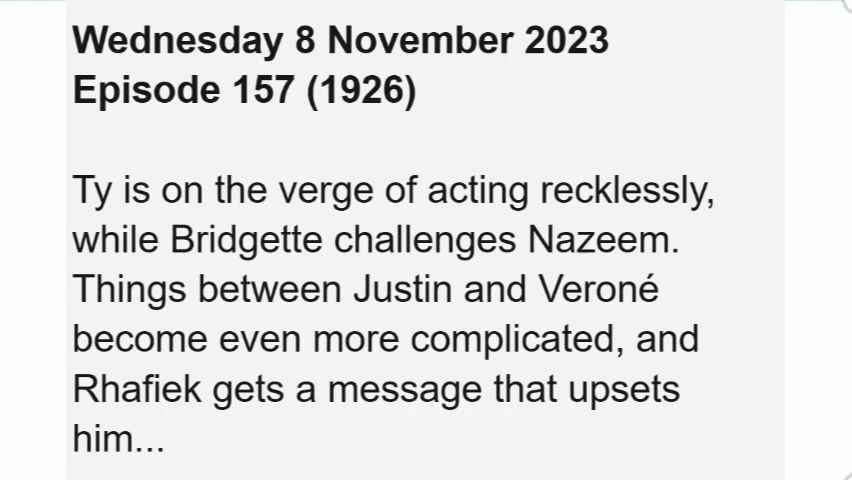 Wednesday 8 November 2023
Episode 157 (1926)
Ty is on the verge of acting recklessly,
while Bridgette challenges Nazeem.
Things between Justin and Veroné
become even more complicated, and
Rhafiek gets a message that upsets
him...